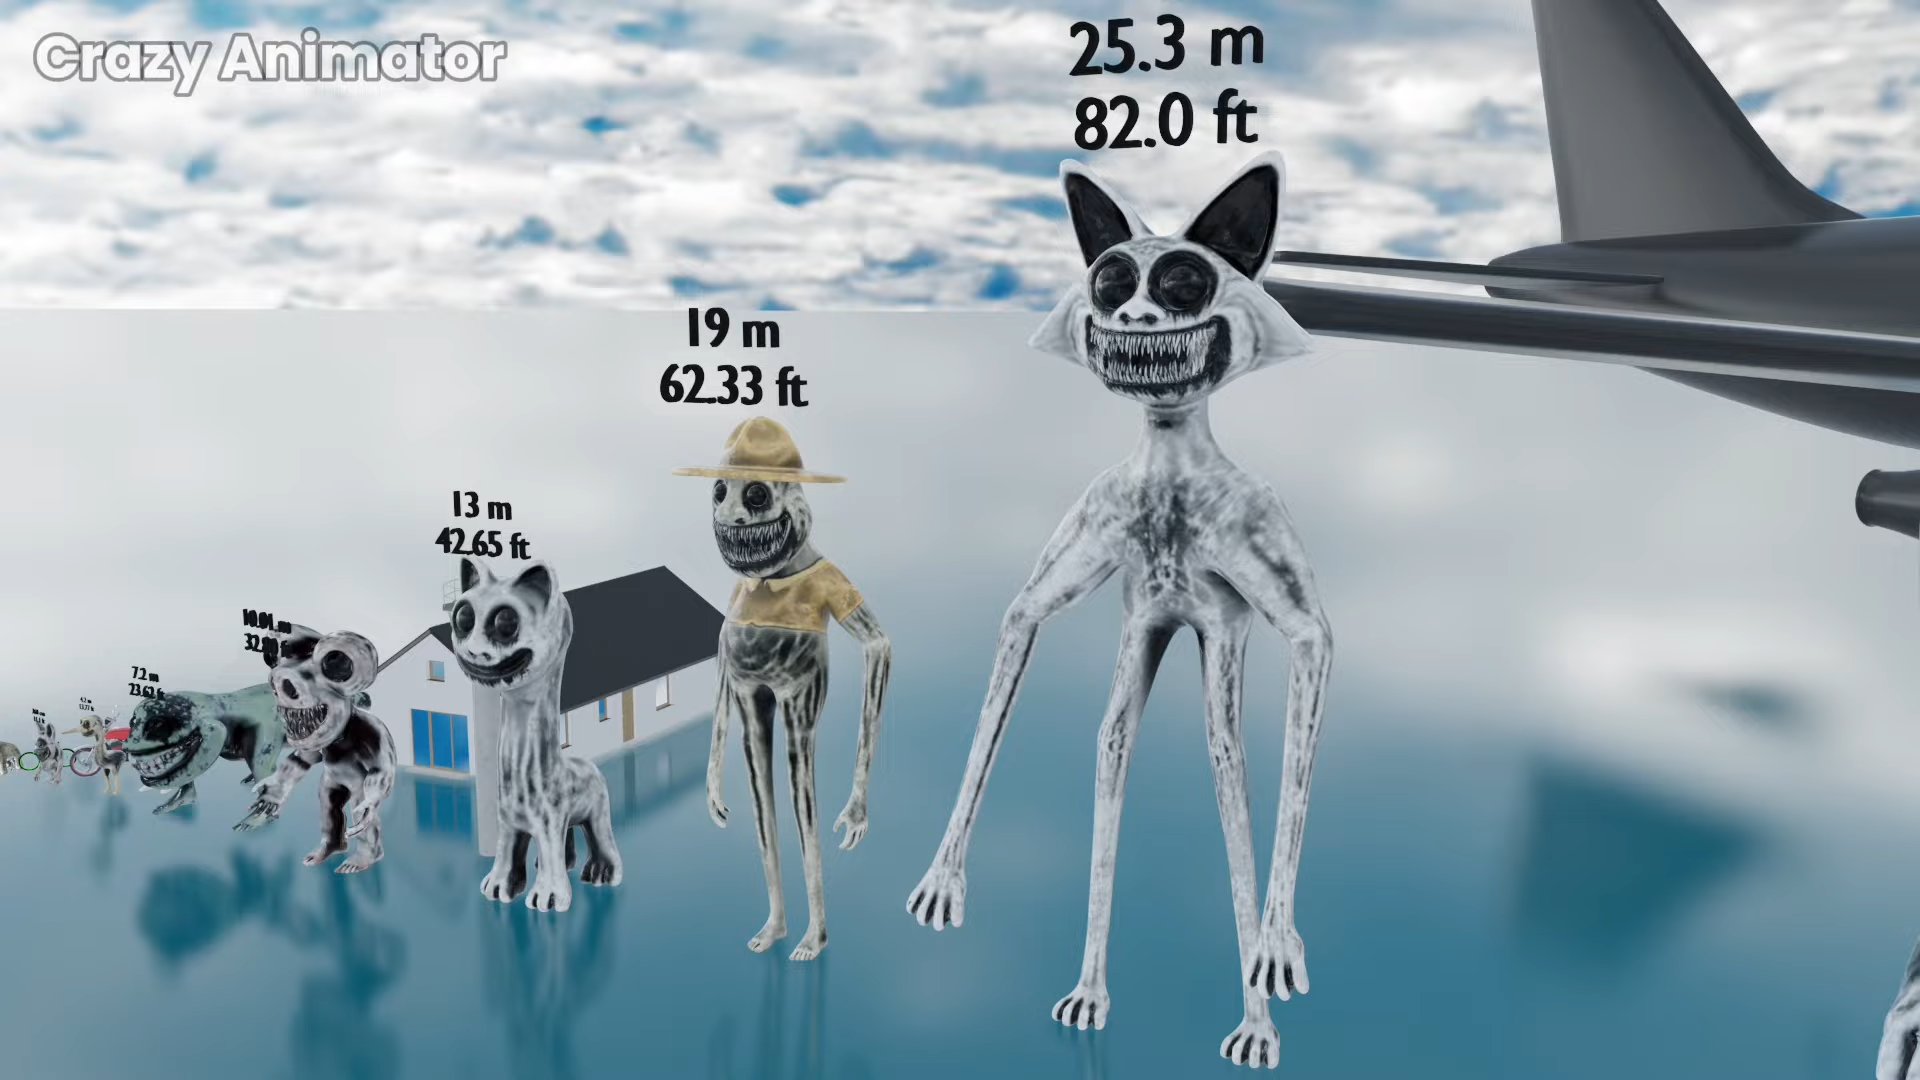 Crazy Animator
25.3 m
82.0 ft
19 m
62.33 ft
13 m
42.65 ft
7.2 m
23.62 ft